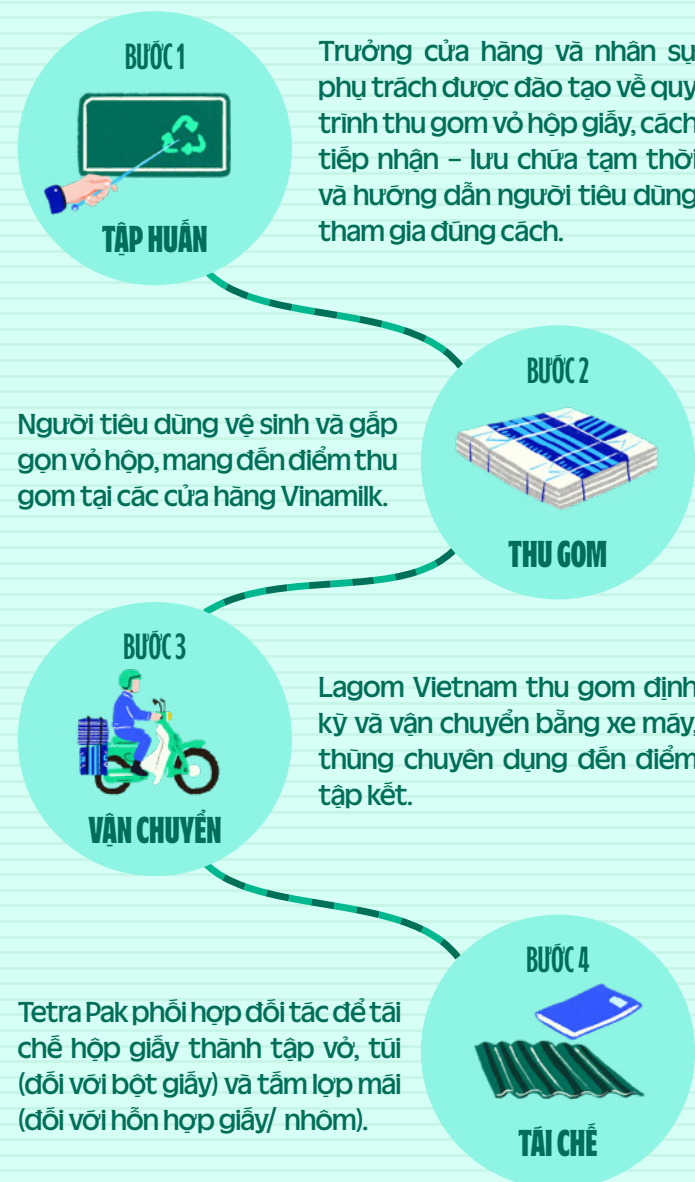 BƯỚC 1
TẬP HUẤN
Trưởng cửa hàng và nhân sự
phụ trách được đào tạo về quy
trình thu gom vỏ hộp giấy, cách
tiếp nhận – lưu chứa tạm thời
và hướng dẫn người tiêu dùng
tham gia đúng cách.
BƯỚC 2
THU GOM
Người tiêu dùng vệ sinh và gấp
gọn vỏ hộp, mang đến điểm thu
gom tại các cửa hàng Vinamilk.
BƯỚC 3
VẬN CHUYỂN
Lagom Vietnam thu gom định
kỳ và vận chuyển bằng xe máy,
thùng chuyên dụng đến điểm
tập kết.
BƯỚC 4
TÁI CHẾ
Tetra Pak phối hợp đối tác để tái
chế hộp giấy thành tập vở, túi
(đối với bột giấy) và tấm lợp mái
(đối với hỗn hợp giấy/ nhôm).